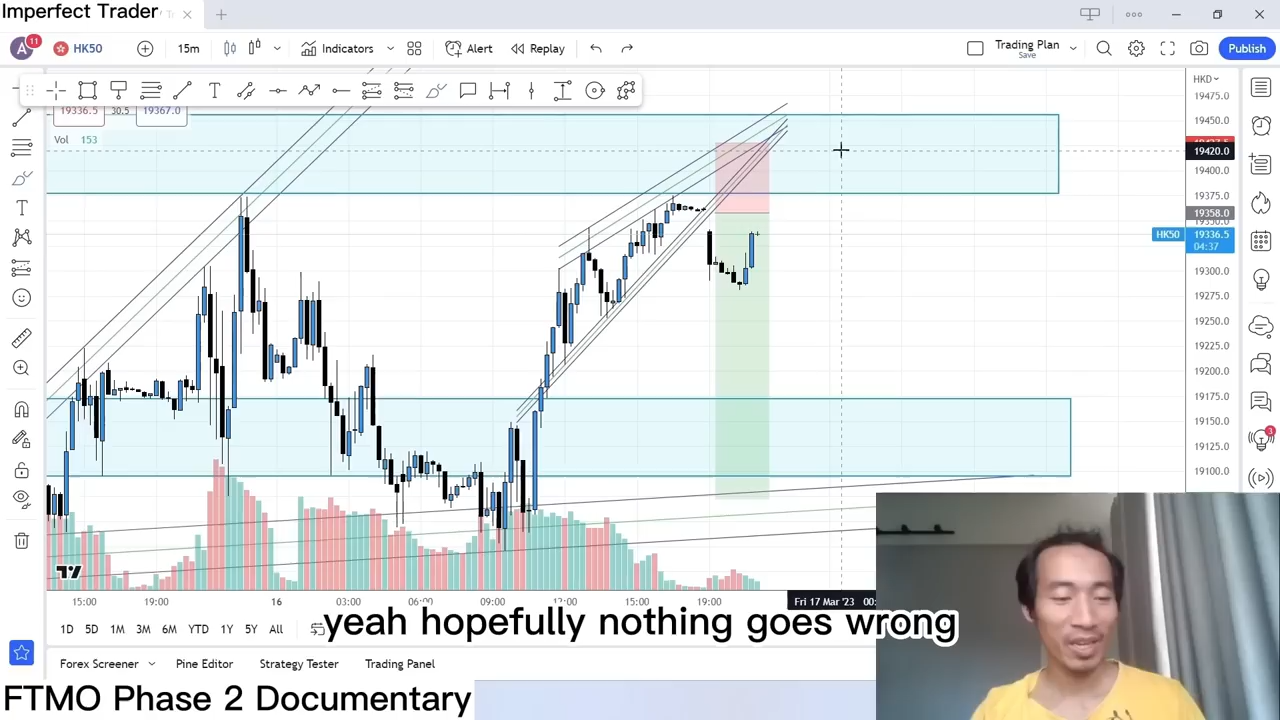 Imperfect Trader
A
11
HK50
15m
Indicators
Alert
Replay
Trading Plan
Save
Publish
HKD
19336.5
30.5
19367.0
Vol 153
19475.0
19450.0
19420.0
19400.0
19375.0
19358.0
HK50
19336.5
04:37
19300.0
19275.0
19250.0
19225.0
19200.0
19175.0
19150.0
19125.0
19100.0
3
15:00
19:00
16
03:00
06:00
09:00
12:00
15:00
19:00
Fri 17 Mar '23
yeah hopefully nothing goes wrong
1D
5D
1M
3M
6M
YTD
1Y
5Y
All
Forex Screener
Pine Editor
Strategy Tester
Trading Panel
FTMO Phase 2 Documentary